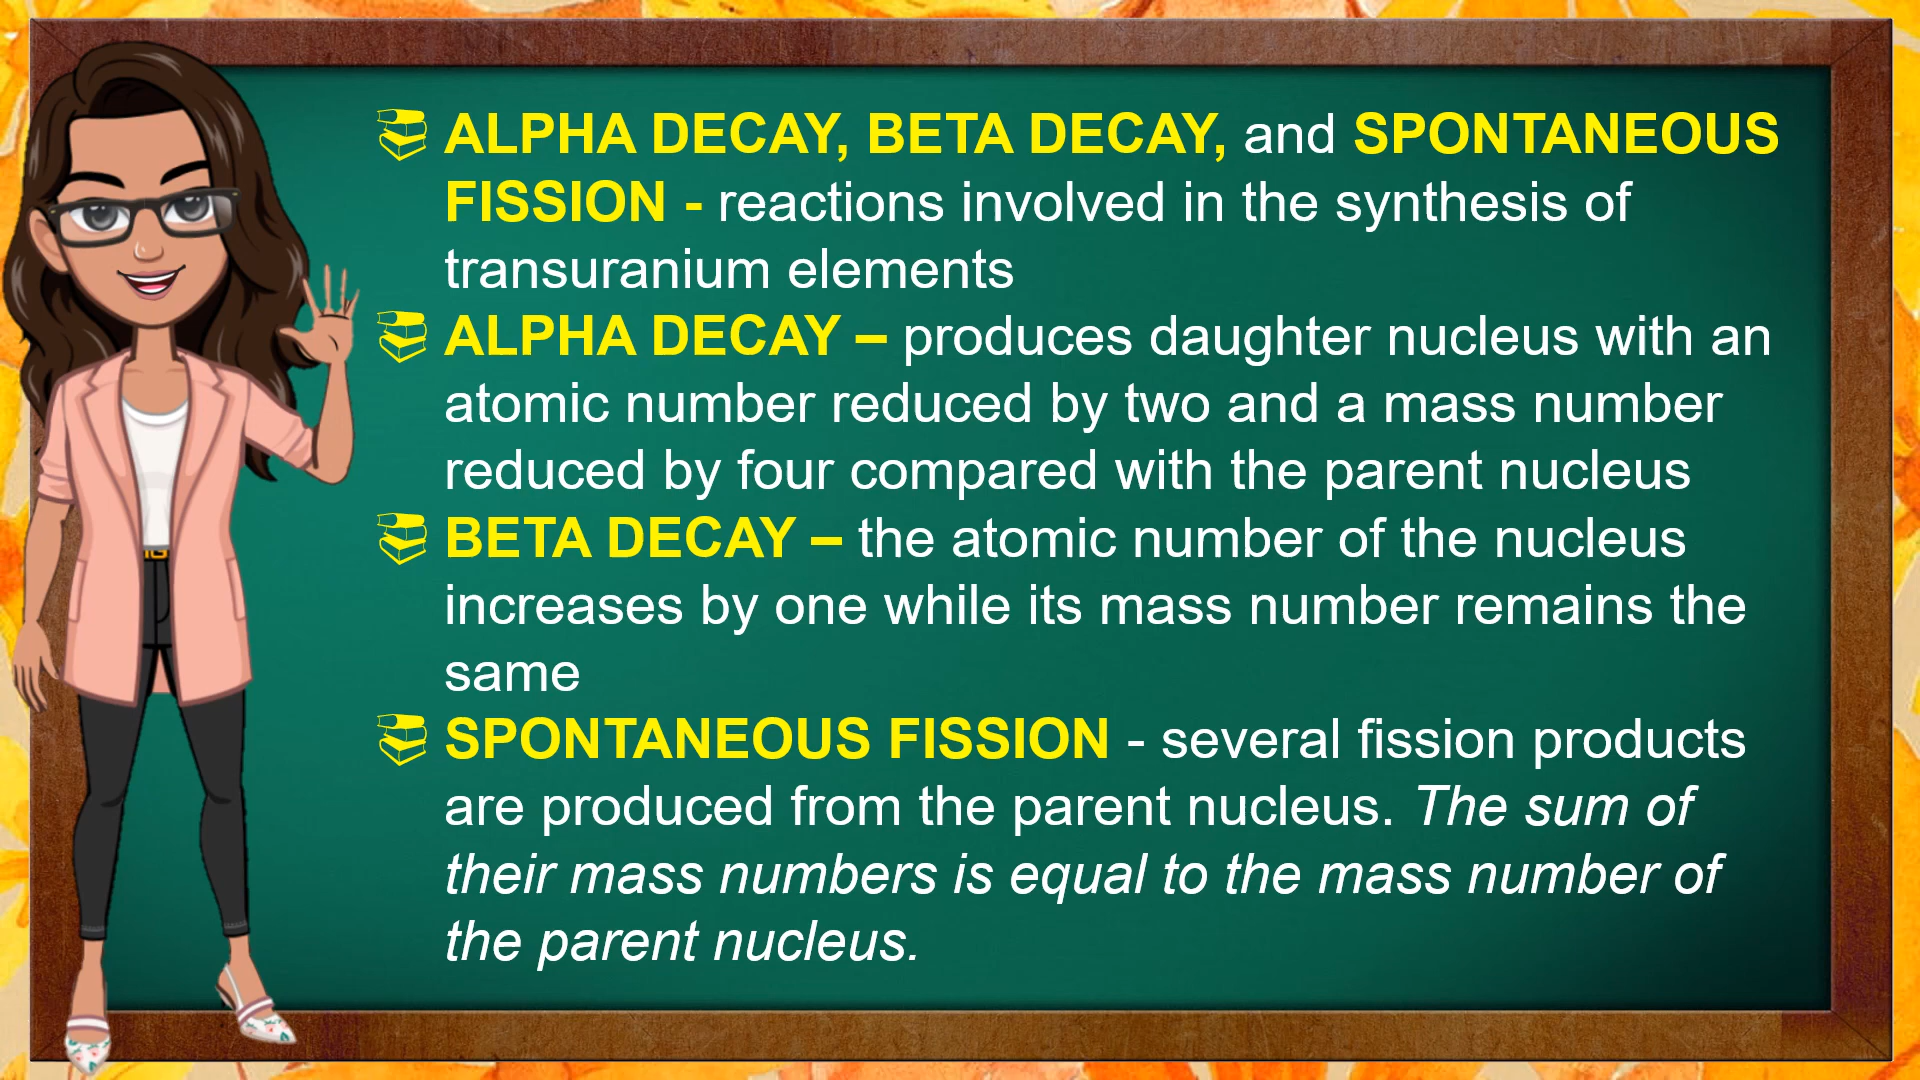 ALPHA DECAY, BETA DECAY, and SPONTANEOUS
FISSION - reactions involved in the synthesis of
transuranium elements
ALPHA DECAY – produces daughter nucleus with an
atomic number reduced by two and a mass number
reduced by four compared with the parent nucleus
BETA DECAY – the atomic number of the nucleus
increases by one while its mass number remains the
same
SPONTANEOUS FISSION - several fission products
are produced from the parent nucleus. The sum of
their mass numbers is equal to the mass number of
the parent nucleus.